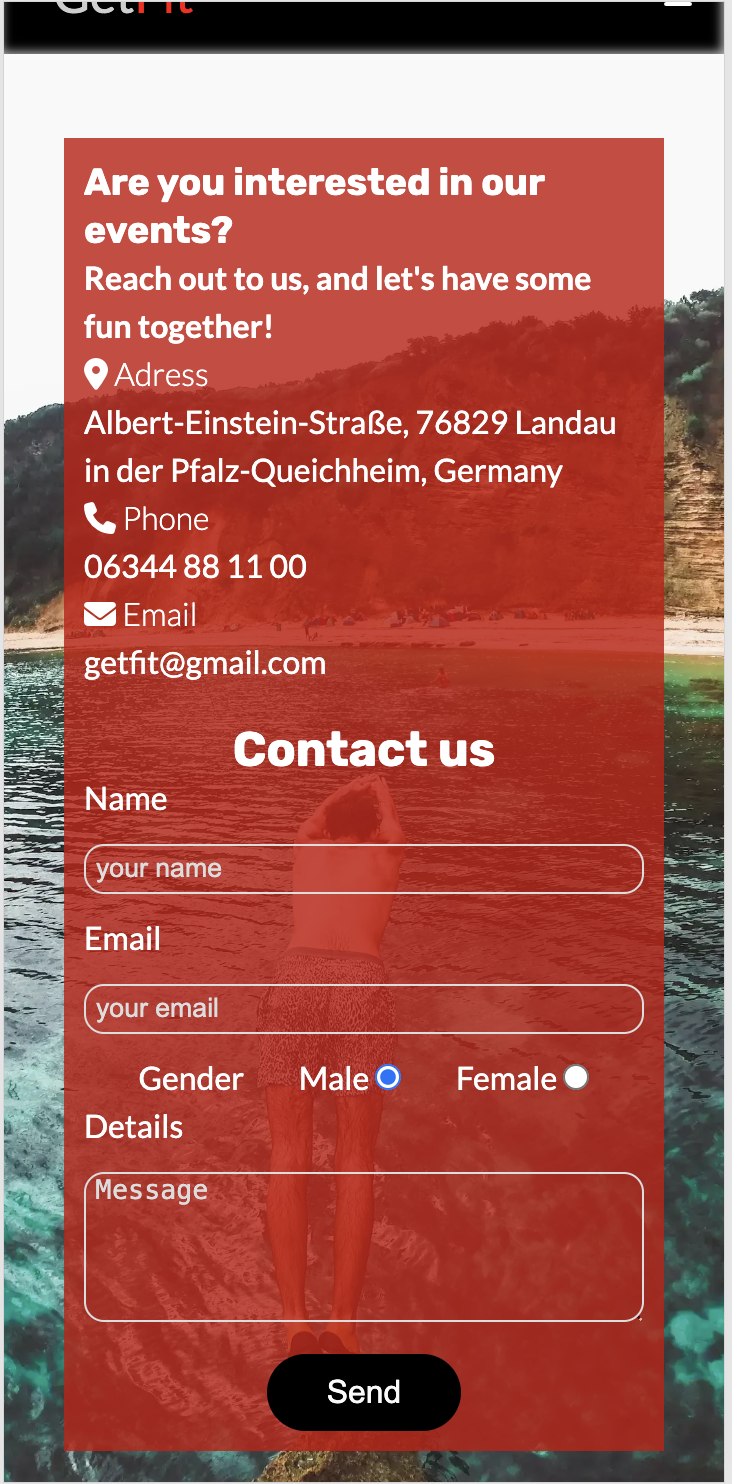 GetFit
Are you interested in our
events?
Reach out to us, and let's have some
fun together!
Adress
Albert-Einstein-Straße, 76829 Landau
in der Pfalz-Queichheim, Germany
Phone
06344 88 11 00
Email
getfit@gmail.com
Contact us
Name
your name
Email
your email
Gender Male Female
Details
Message
Send